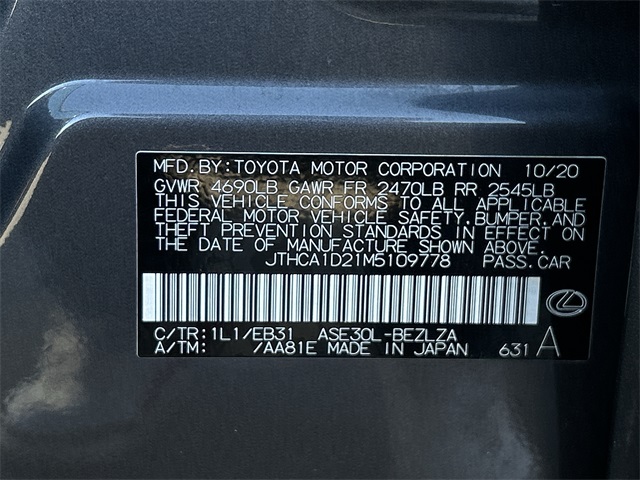 MFD. BY: TOYOTA MOTOR CORPORATION 10/20
GVWR 4690LB GAWR FR 2470LB RR 2545LB
THIS VEHICLE CONFORMS TO ALL APPLICABLE
FEDERAL MOTOR VEHICLE SAFETY, BUMPER, AND
THEFT PREVENTION STANDARDS IN EFFECT ON
THE DATE OF MANUFACTURE SHOWN ABOVE.
JTHCA1D21M5109778 PASS. CAR
C/TR: 1L1/EB31 ASE30L-BEZLZA
A/TM: /AA81E MADE IN JAPAN 631 A